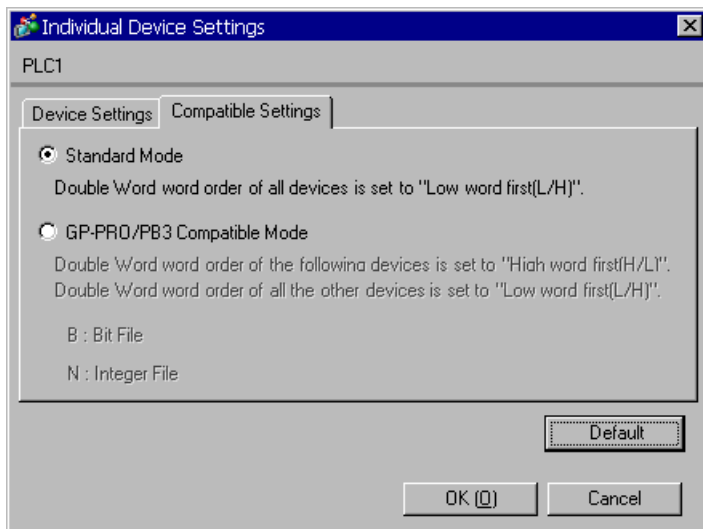 Individual Device Settings
PLC1
Device Settings
Compatible Settings
Standard Mode
Double Word word order of all devices is set to "Low word first(L/H)".
GP-PRO/PB3 Compatible Mode
Double Word word order of the following devices is set to "High word first(H/L)".
Double Word word order of all the other devices is set to "Low word first(L/H)".
B : Bit File
N : Integer File
Default
OK (O)
Cancel